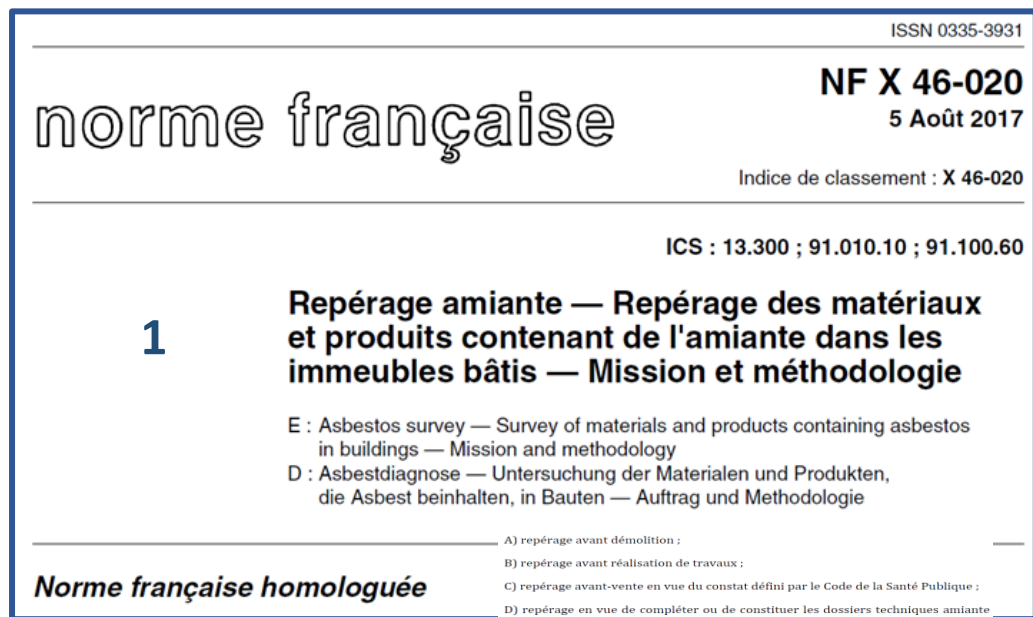 ISSN 0335-3931
norme française
NF X 46-020
5 Août 2017
Indice de classement : X 46-020
ICS : 13.300 ; 91.010.10 ; 91.100.60
1
Repérage amiante — Repérage des matériaux
et produits contenant de l'amiante dans les
immeubles bâtis — Mission et méthodologie
E : Asbestos survey — Survey of materials and products containing asbestos
in buildings — Mission and methodology
D : Asbestdiagnose — Untersuchung der Materialen und Produkten,
die Asbest beinhalten, in Bauten — Auftrag und Methodologie
Norme française homologuée
A) repérage avant démolition ;
B) repérage avant réalisation de travaux ;
C) repérage avant-vente en vue du constat défini par le Code de la Santé Publique ;
D) repérage en vue de compléter ou de constituer les dossiers techniques amiante